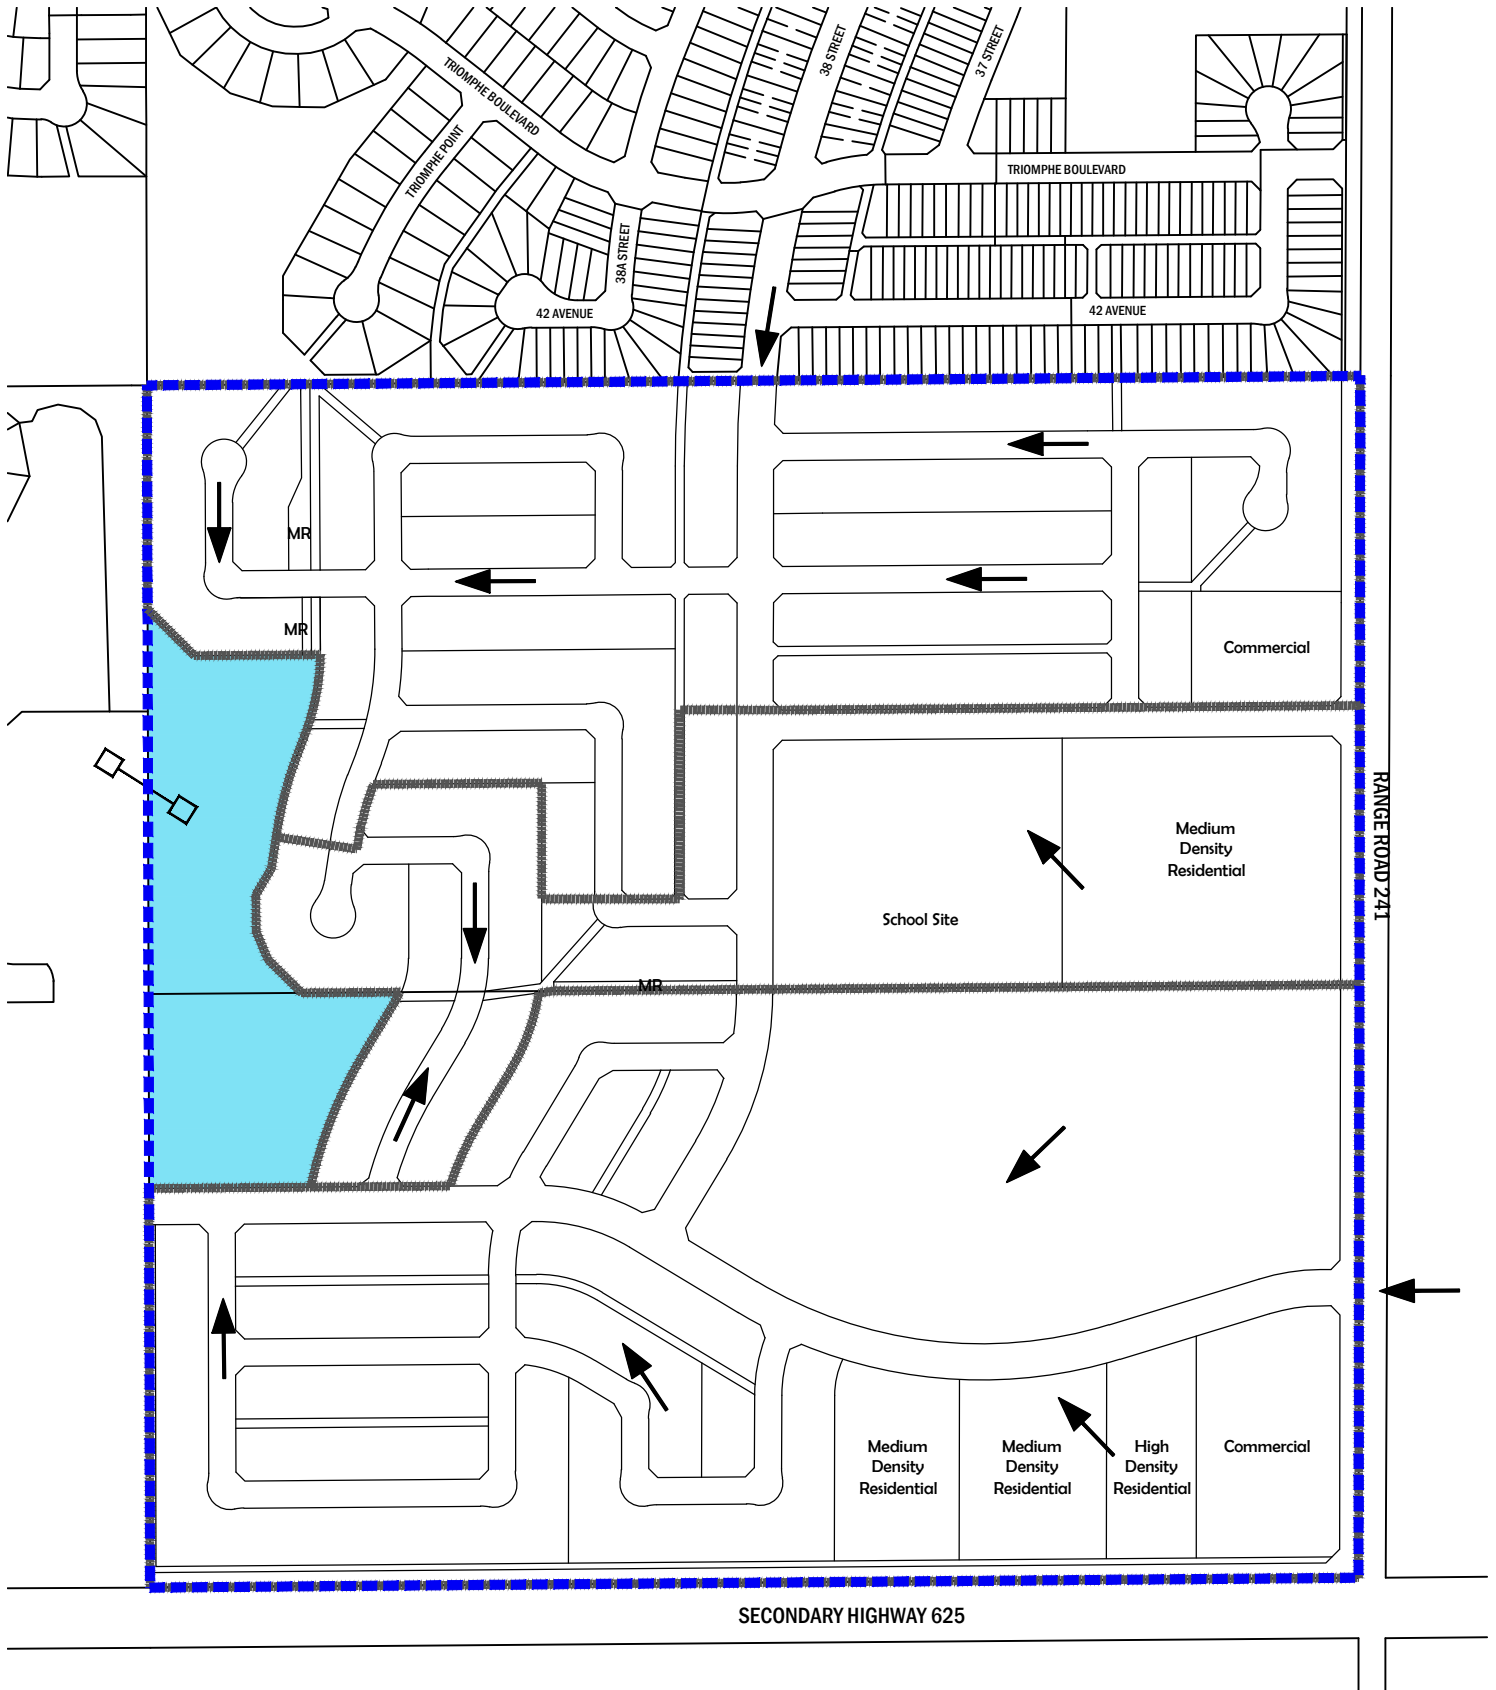 38 STREET
37 STREET
TRIOMPHE BOULEVARD
TRIOMPHE POINT
TRIOMPHE BOULEVARD
38A STREET
42 AVENUE
42 AVENUE
MR
MR
Commercial
RANGE ROAD 241
Medium
Density
Residential
School Site
MR
Medium
Density
Residential
Medium
Density
Residential
High
Density
Residential
Commercial
SECONDARY HIGHWAY 625